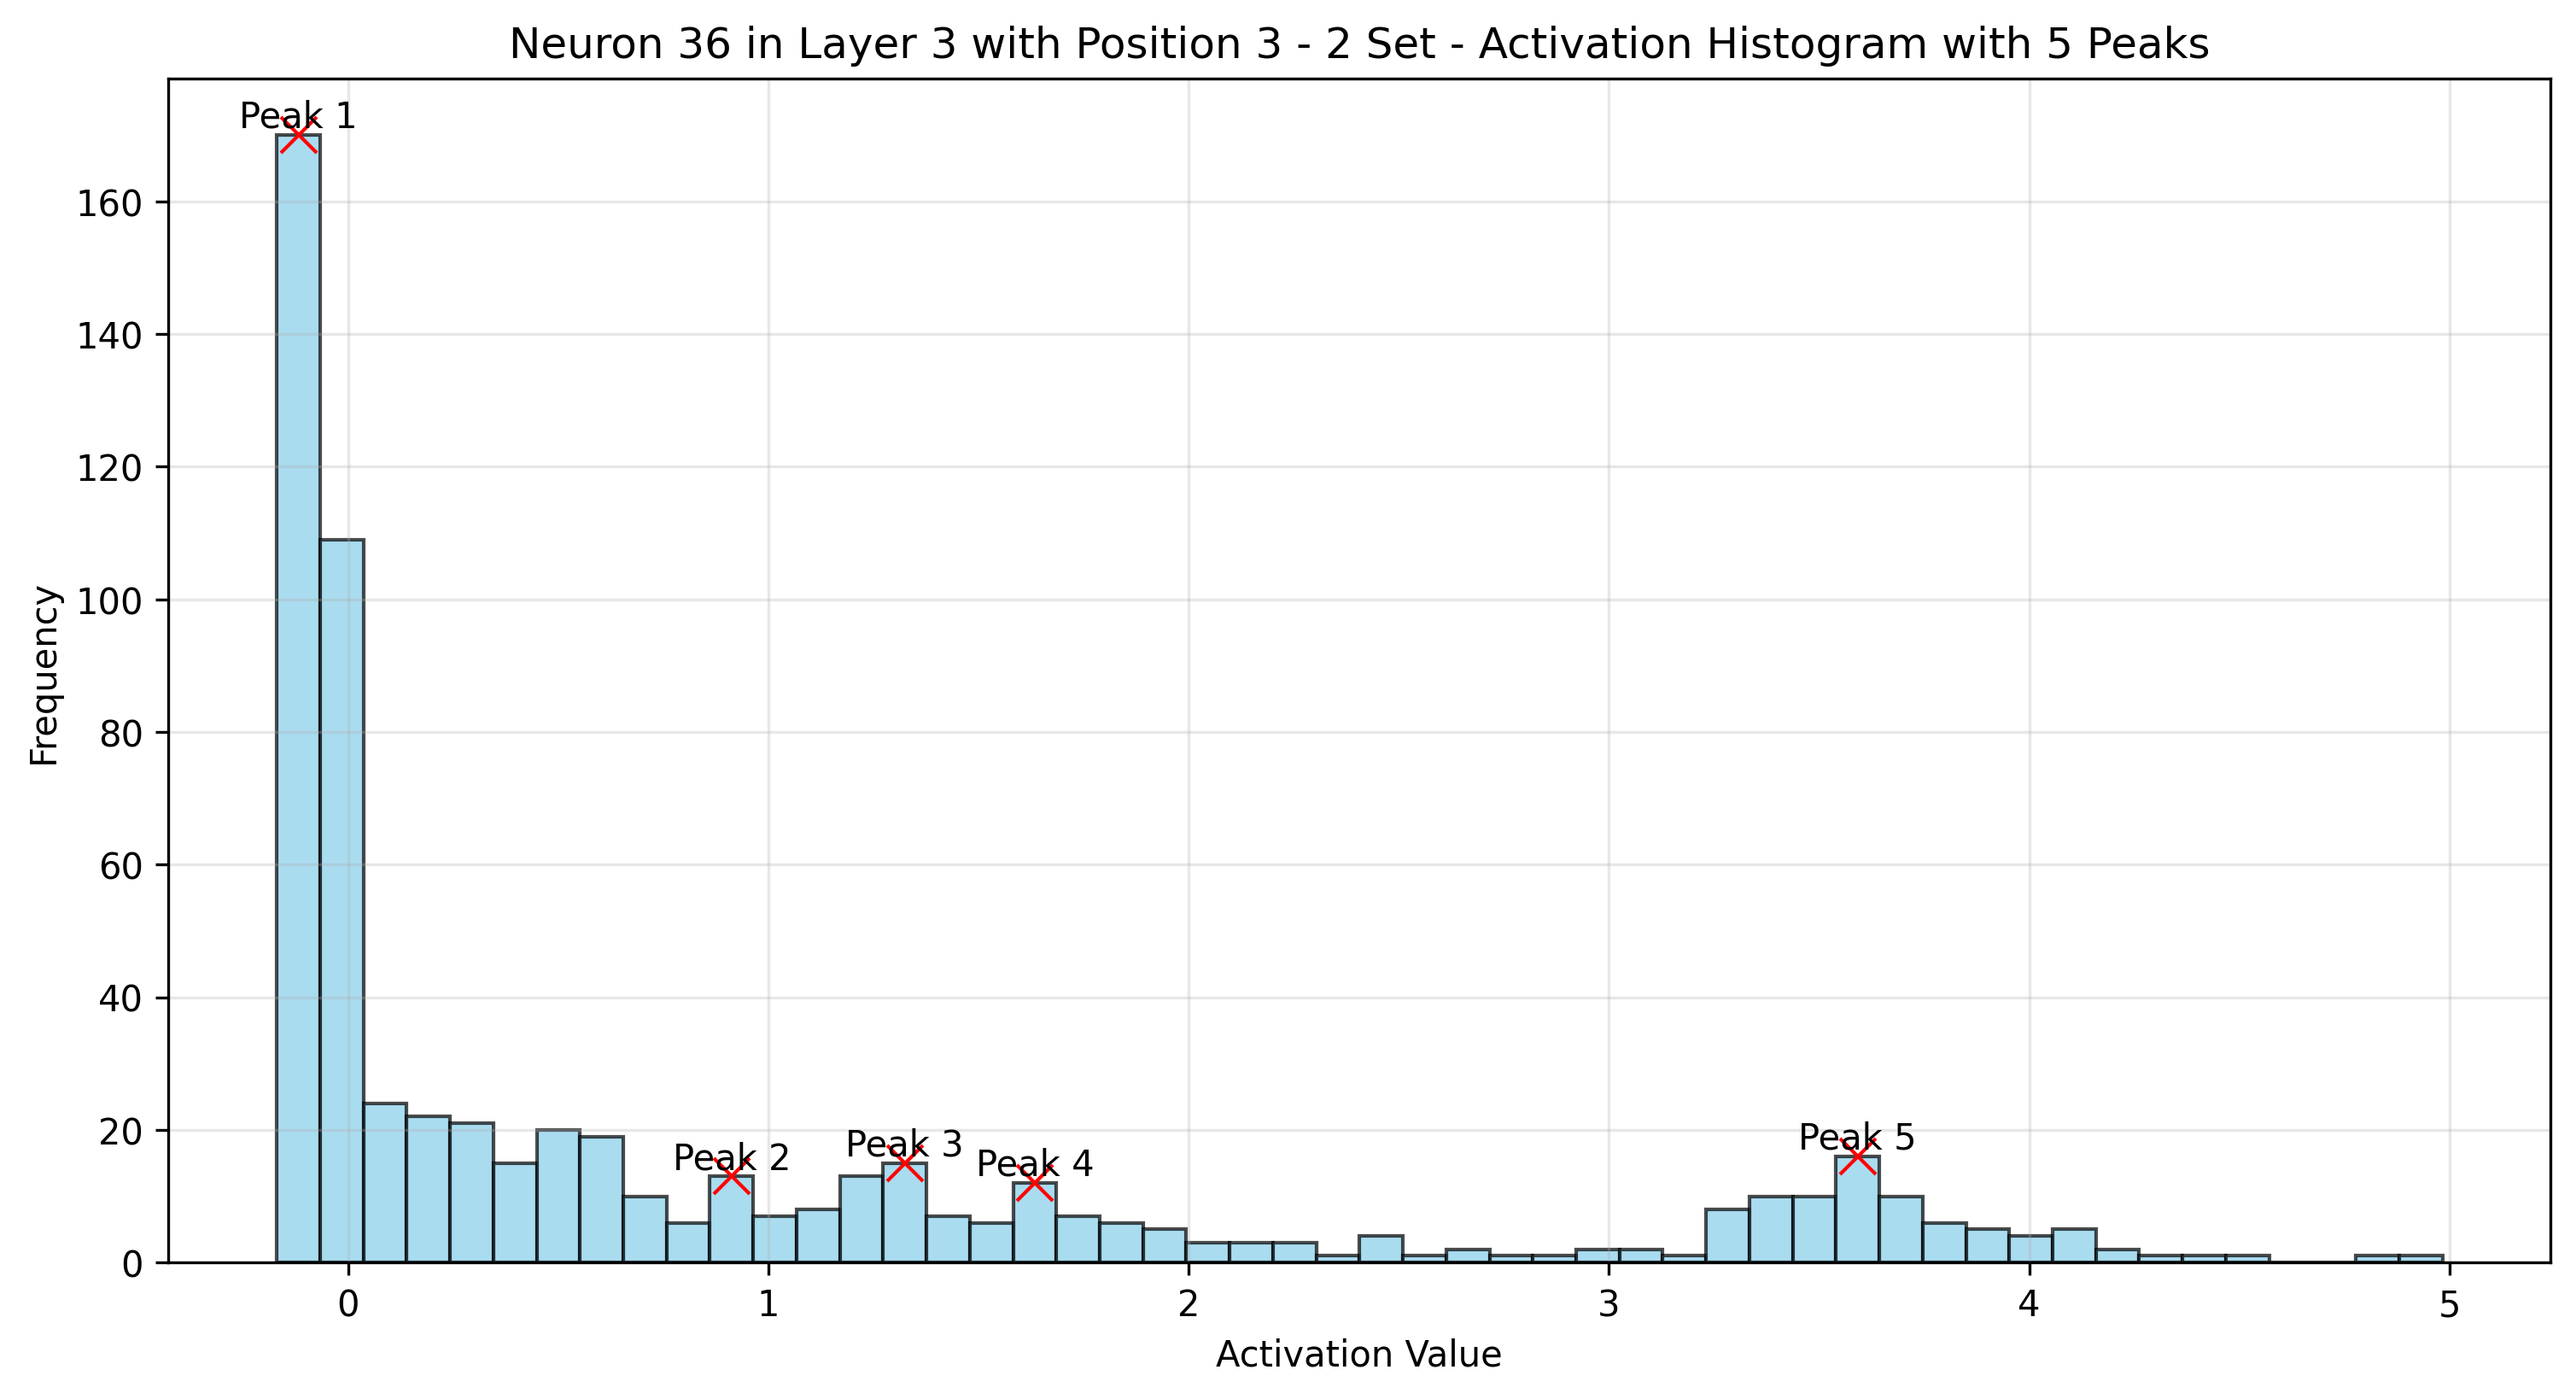 Neuron 36 in Layer 3 with Position 3 - 2 Set - Activation Histogram with 5 Peaks
Peak 1
Peak 2
Peak 3
Peak 4
Peak 5
Frequency
160
140
120
100
80
60
40
20
0
0 1 2 3 4 5
Activation Value